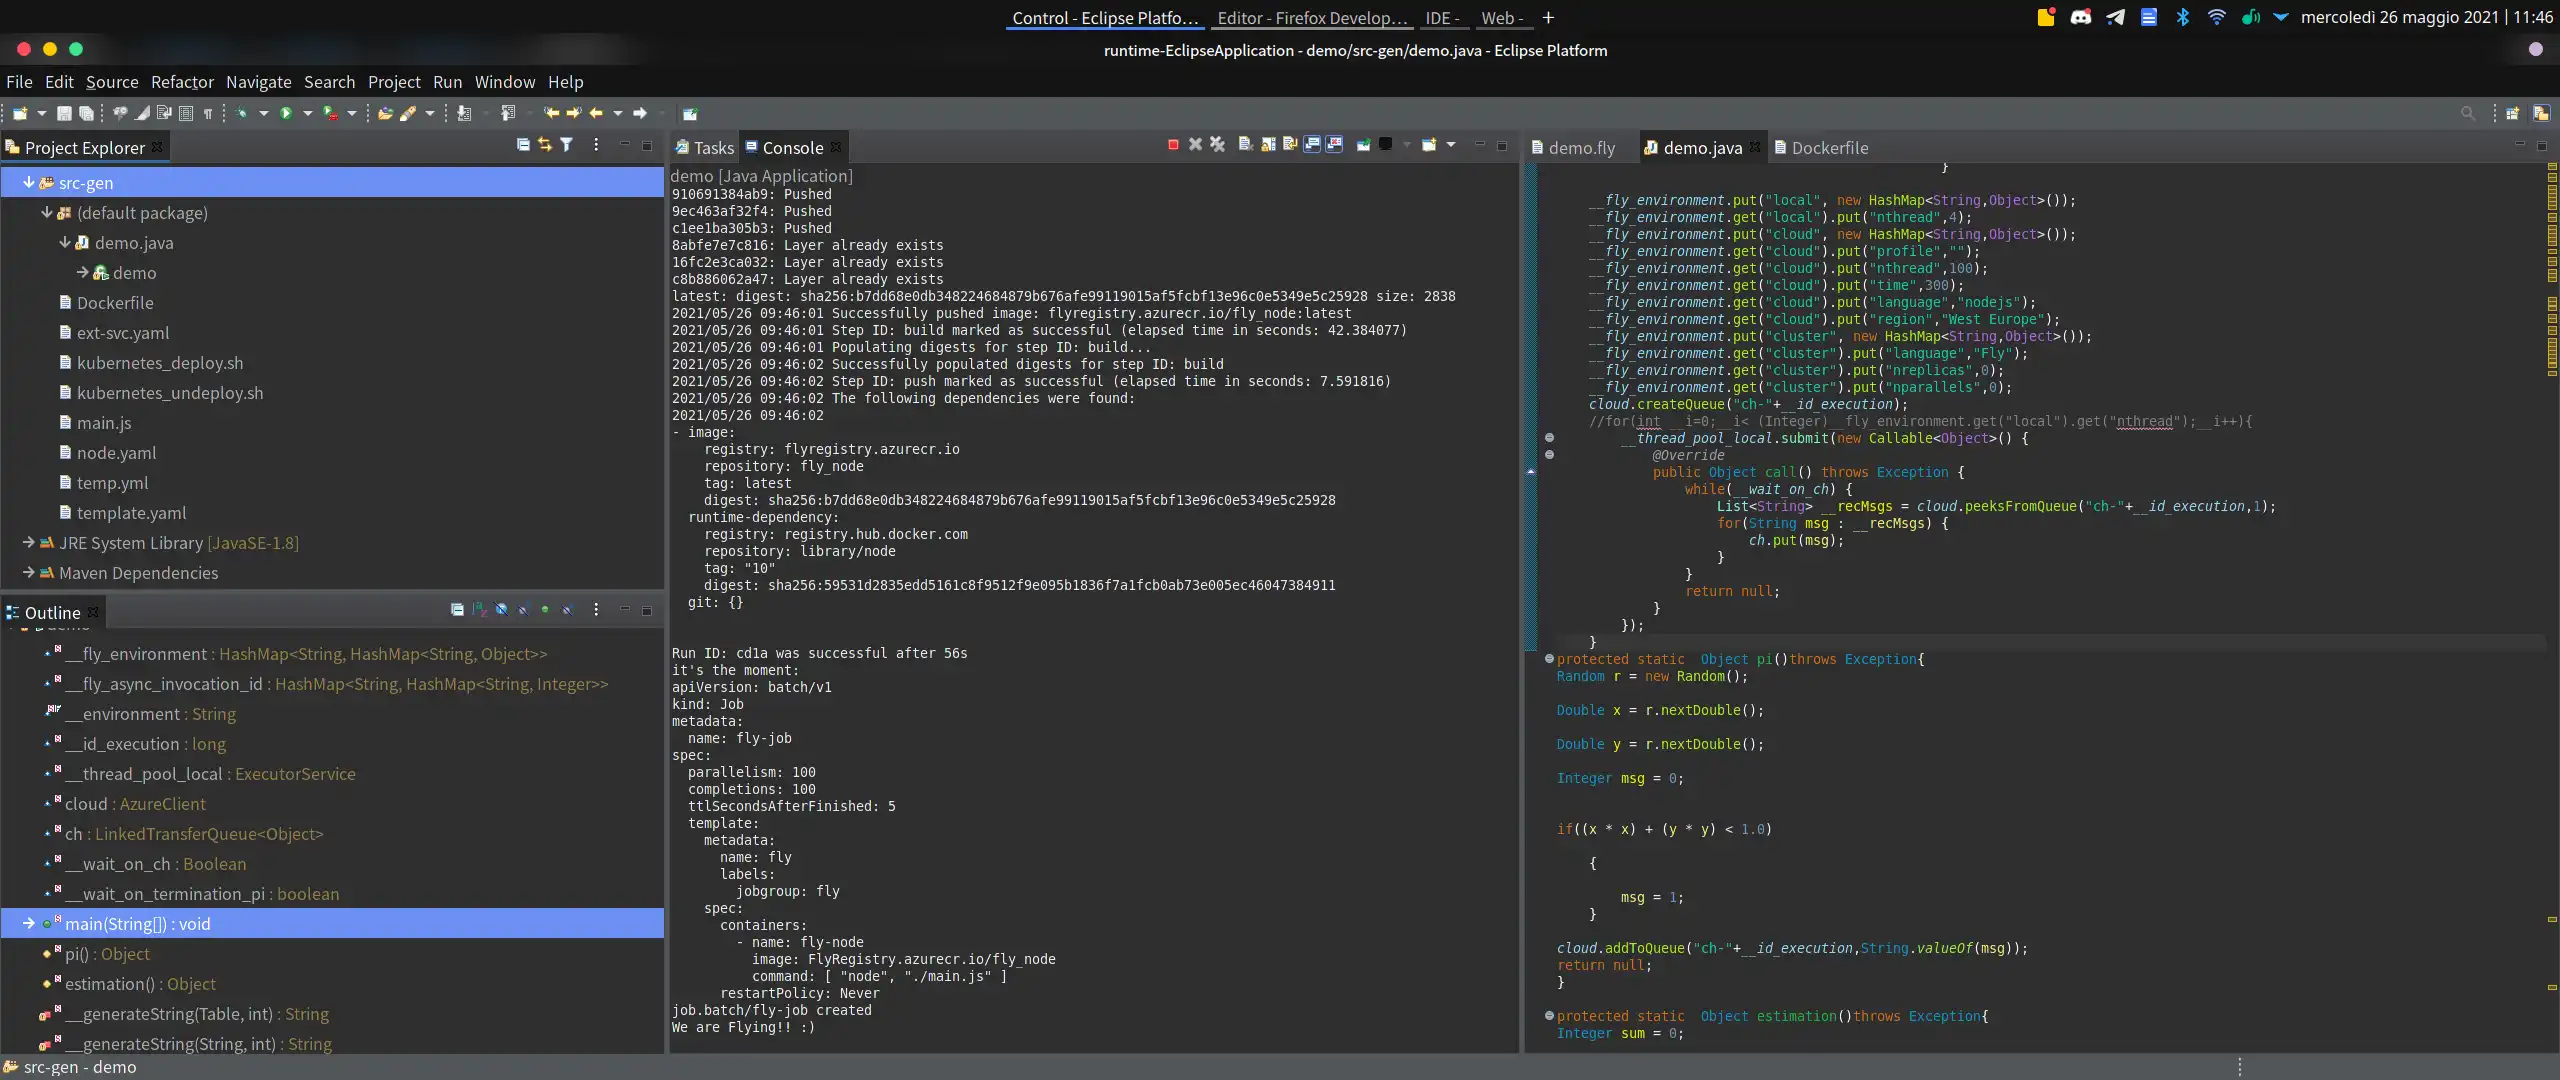 Control - Eclipse Platfo...
Editor - Firefox Develop...
IDE -
Web -
+
mercoledì 26 maggio 2021 | 11:46
runtime-EclipseApplication - demo/src-gen/demo.java - Eclipse Platform
File Edit Source Refactor Navigate Search Project Run Window Help
Project Explorer
src-gen
(default package)
demo.java
demo
Dockerfile
ext-svc.yaml
kubernetes_deploy.sh
kubernetes_undeploy.sh
main.js
node.yaml
temp.yml
template.yaml
JRE System Library [JavaSE-1.8]
Maven Dependencies
Outline
__fly_environment : HashMap<String, HashMap<String, Object>>
__fly_async_invocation_id : HashMap<String, HashMap<String, Integer>>
__environment : String
__id_execution : long
__thread_pool_local : ExecutorService
cloud : AzureClient
ch : LinkedTransferQueue<Object>
__wait_on_ch : Boolean
__wait_on_termination_pi : boolean
main(String[]) : void
pi() : Object
estimation() : Object
__generateString(Table, int) : String
__generateString(String, int) : String
src-gen - demo
Tasks
Console
demo [Java Application]
910691384ab9: Pushed
9ec463af32f4: Pushed
c1ee1ba305b3: Pushed
8abfe7e7c816: Layer already exists
16fc2e3ca032: Layer already exists
c8b886062a47: Layer already exists
latest: digest: sha256:b7dd68e0db348224684879b676afe99119015af5fcbf13e96c0e5349e5c25928 size: 2838
2021/05/26 09:46:01 Successfully pushed image: flyregistry.azurecr.io/fly_node:latest
2021/05/26 09:46:01 Step ID: build marked as successful (elapsed time in seconds: 42.384077)
2021/05/26 09:46:01 Populating digests for step ID: build...
2021/05/26 09:46:02 Successfully populated digests for step ID: build
2021/05/26 09:46:02 Step ID: push marked as successful (elapsed time in seconds: 7.591816)
2021/05/26 09:46:02 The following dependencies were found:
2021/05/26 09:46:02
- image:
registry: flyregistry.azurecr.io
repository: fly_node
tag: latest
digest: sha256:b7dd68e0db348224684879b676afe99119015af5fcbf13e96c0e5349e5c25928
runtime-dependency:
registry: registry.hub.docker.com
repository: library/node
tag: "10"
digest: sha256:59531d2835edd5161c8f9512f9e095b1836f7a1fcb0ab73e005ec46047384911
git: {}
Run ID: cd1a was successful after 56s
it's the moment:
apiVersion: batch/v1
kind: Job
metadata:
name: fly-job
spec:
parallelism: 100
completions: 100
ttlSecondsAfterFinished: 5
template:
metadata:
name: fly
labels:
jobgroup: fly
spec:
containers:
- name: fly-node
image: FlyRegistry.azurecr.io/fly_node
command: [ "node", "./main.js" ]
restartPolicy: Never
job.batch/fly-job created
We are Flying!! :)
demo.fly
demo.java
Dockerfile
}
__fly_environment.put("local", new HashMap<String,Object>());
__fly_environment.get("local").put("nthread",4);
__fly_environment.put("cloud", new HashMap<String,Object>());
__fly_environment.get("cloud").put("profile","");
__fly_environment.get("cloud").put("nthread",100);
__fly_environment.get("cloud").put("time",300);
__fly_environment.get("cloud").put("language","nodejs");
__fly_environment.get("cloud").put("region","West Europe");
__fly_environment.put("cluster", new HashMap<String,Object>());
__fly_environment.get("cluster").put("language","Fly");
__fly_environment.get("cluster").put("nreplicas",0);
__fly_environment.get("cluster").put("nparallels",0);
cloud.createQueue("ch-"+__id_execution);
//for(int __i=0;__i< (Integer)__fly_environment.get("local").get("nthread");__i++){
__thread_pool_local.submit(new Callable<Object>() {
@Override
public Object call() throws Exception {
while(__wait_on_ch) {
List<String> __recMsgs = cloud.peeksFromQueue("ch-"+__id_execution,1);
for(String msg : __recMsgs) {
ch.put(msg);
}
}
return null;
}
});
}
protected static  Object pi()throws Exception{
Random r = new Random();
Double x = r.nextDouble();
Double y = r.nextDouble();
Integer msg = 0;
if((x * x) + (y * y) < 1.0)
{
msg = 1;
}
cloud.addToQueue("ch-"+__id_execution,String.valueOf(msg));
return null;
}
protected static  Object estimation()throws Exception{
Integer sum = 0;